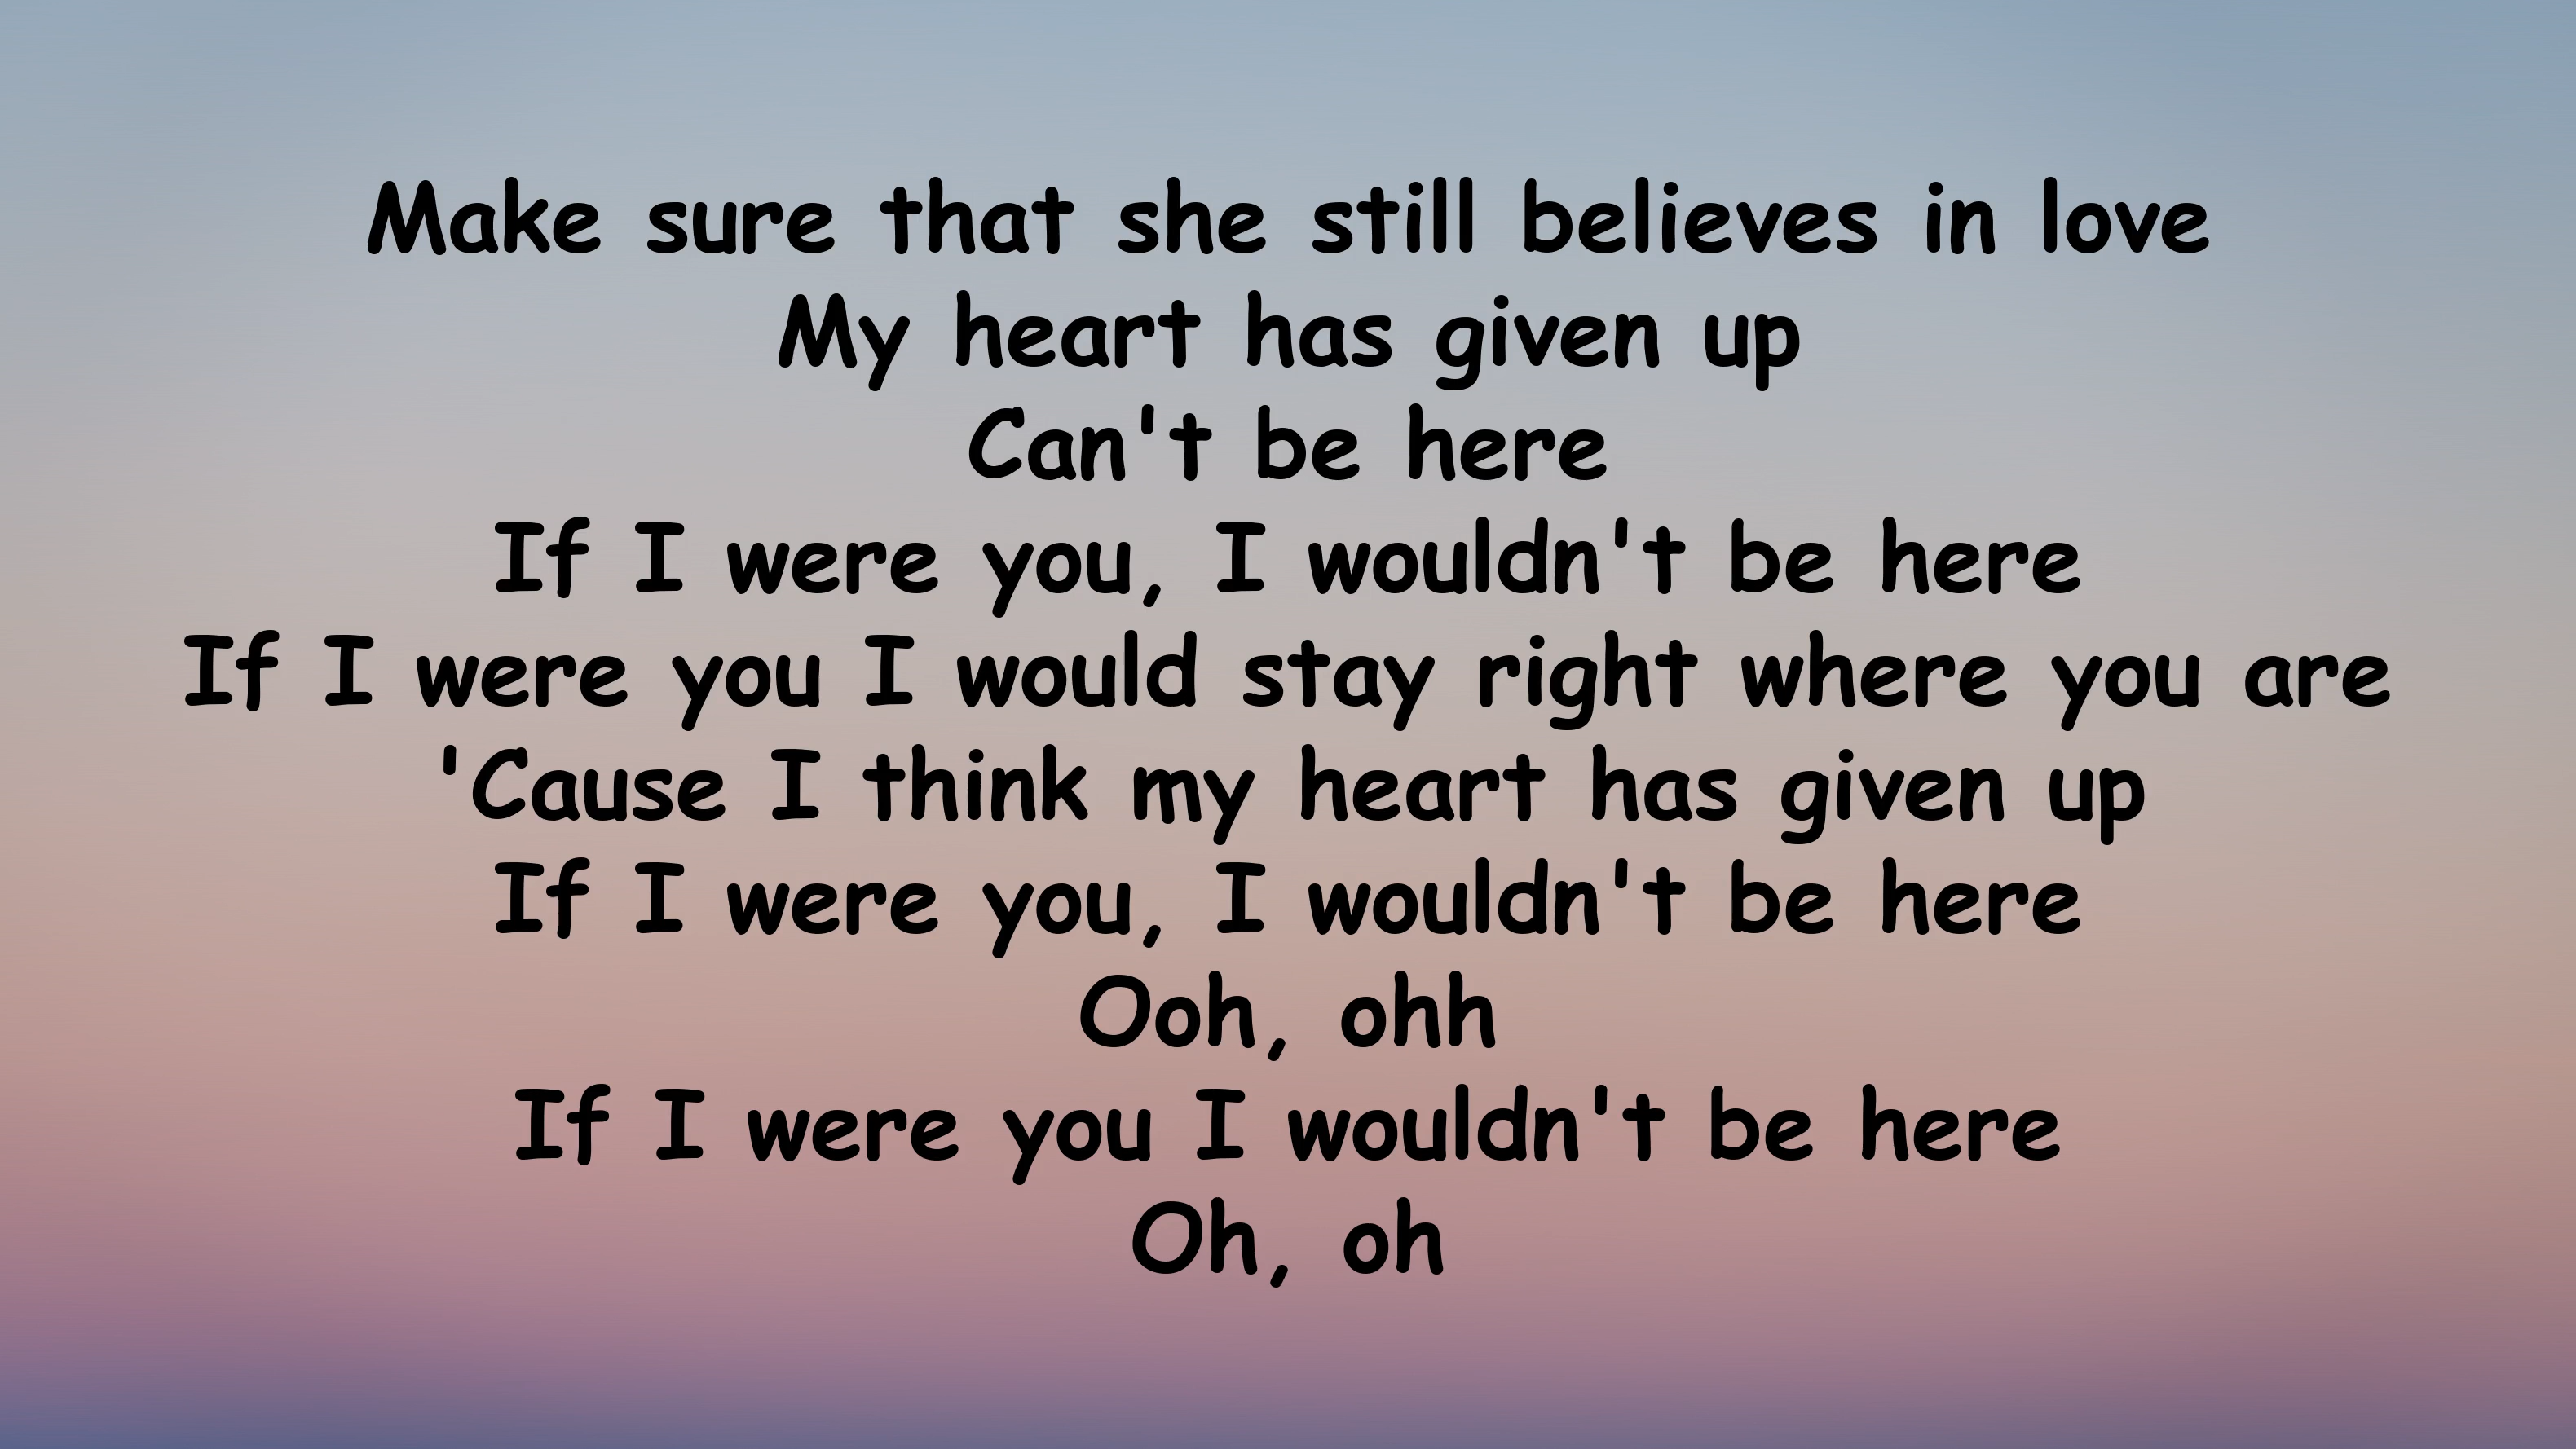 Make sure that she still believes in love
My heart has given up
Can't be here
If I were you, I wouldn't be here
If I were you I would stay right where you are
'Cause I think my heart has given up
If I were you, I wouldn't be here
Ooh, ohh
If I were you I wouldn't be here
Oh, oh